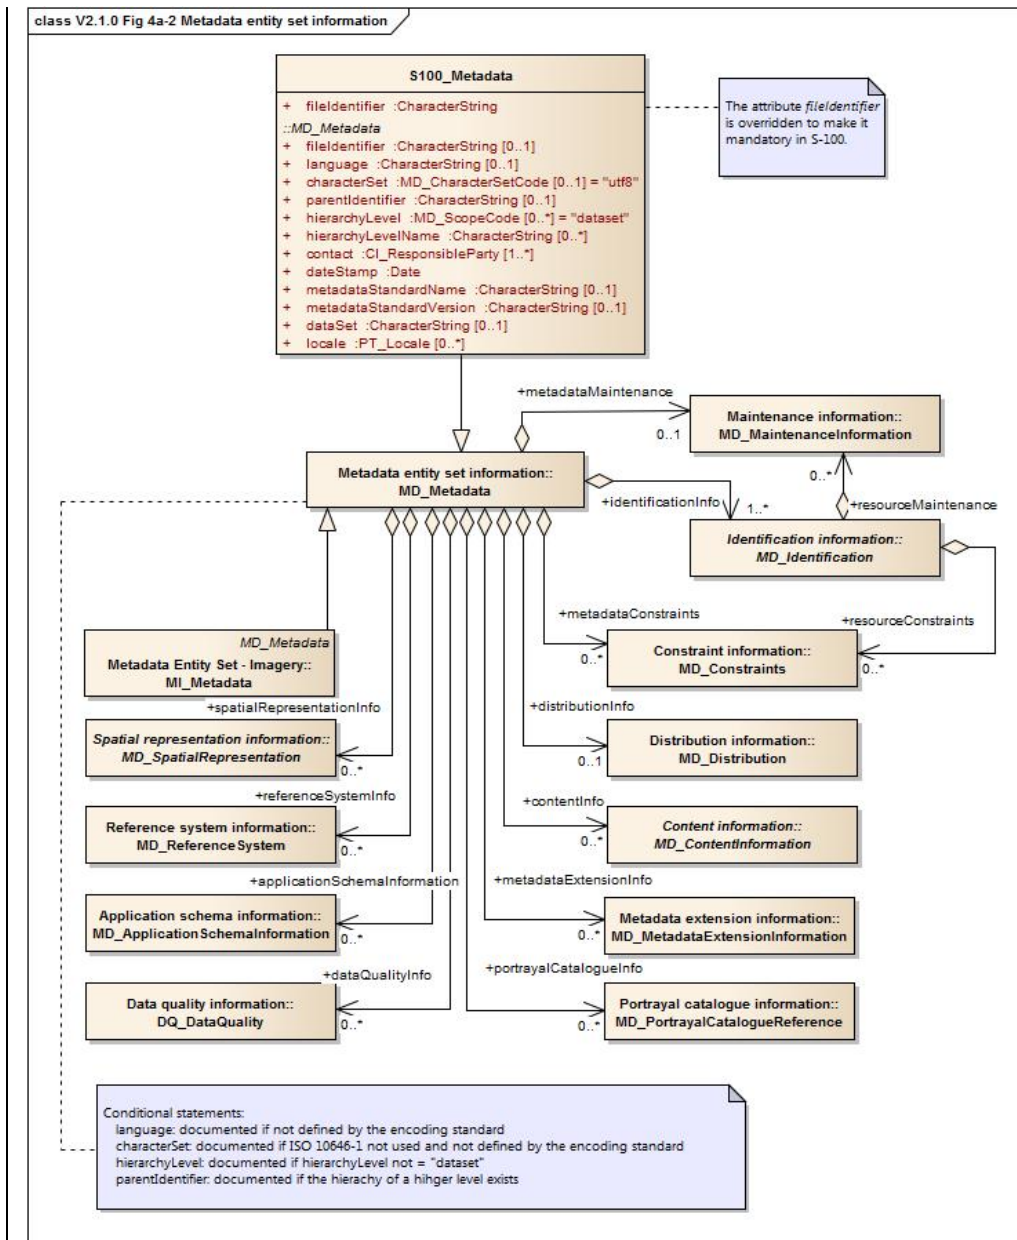 class V2.1.0 Fig 4a-2 Metadata entity set information
S100_Metadata
+ fileIdentifier :CharacterString
::MD_Metadata
+ fileIdentifier :CharacterString [0..1]
+ language :CharacterString [0..1]
+ characterSet :MD_CharacterSetCode [0..1] = "utf8"
+ parentIdentifier :CharacterString [0..1]
+ hierarchyLevel :MD_ScopeCode [0..*] = "dataset"
+ hierarchyLevelName :CharacterString [0..*]
+ contact :CI_ResponsibleParty [1..*]
+ dateStamp :Date
+ metadataStandardName :CharacterString [0..1]
+ metadataStandardVersion :CharacterString [0..1]
+ dataSet :CharacterString [0..1]
+ locale :PT_Locale [0..*]
The attribute fileIdentifier
is overridden to make it
mandatory in S-100.
+metadataMaintenance
0..1
Maintenance information::
MD_MaintenanceInformation
Metadata entity set information::
MD_Metadata
0..*
+identificationInfo
1..*
+resourceMaintenance
Identification information::
MD_Identification
+metadataConstraints
0..*
+resourceConstraints
0..*
Constraint information::
MD_Constraints
MD_Metadata
Metadata Entity Set - Imagery::
MI_Metadata
+spatialRepresentationInfo
0..*
Spatial representation information::
MD_SpatialRepresentation
+distributionInfo
0..1
Distribution information::
MD_Distribution
+referenceSystemInfo
0..*
Reference system information::
MD_ReferenceSystem
+contentInfo
0..*
Content information::
MD_ContentInformation
+applicationSchemaInformation
0..*
Application schema information::
MD_ApplicationSchemaInformation
+metadataExtensionInfo
0..*
Metadata extension information::
MD_MetadataExtensionInformation
+dataQualityInfo
0..*
Data quality information::
DQ_DataQuality
+portrayalCatalogueInfo
0..*
Portrayal catalogue information::
MD_PortrayalCatalogueReference
Conditional statements:
language: documented if not defined by the encoding standard
characterSet: documented if ISO 10646-1 not used and not defined by the encoding standard
hierarchyLevel: documented if hierarchyLevel not = "dataset"
parentIdentifier: documented if the hierachy of a hihger level exists